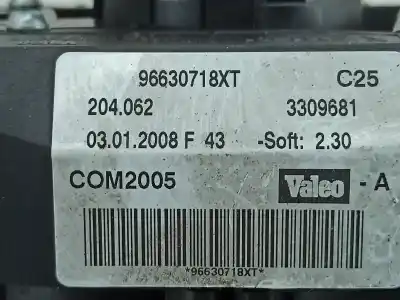 96630718XT C25
204.062 3309681
03.01.2008 F 43 -Soft: 2.30
COM2005 Valeo - A
*96630718XT*